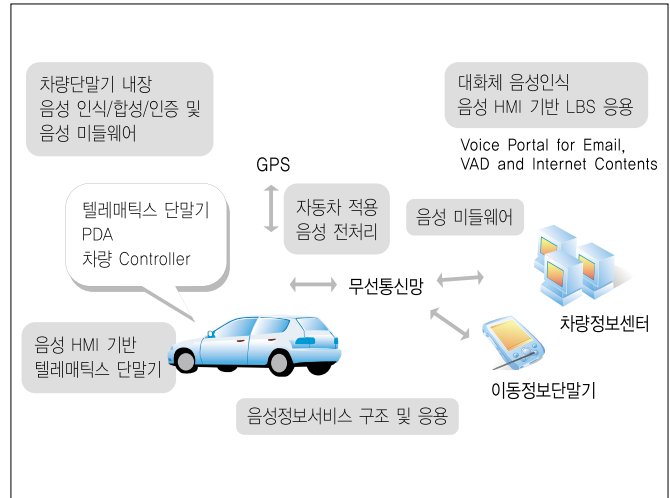 차량단말기 내장
음성 인식/합성/인증 및
음성 미들웨어
대화체 음성인식
음성 HMI 기반 LBS 응용
Voice Portal for Email,
VAD and Internet Contents
GPS
텔레매틱스 단말기
PDA
차량 Controller
자동차 적용
음성 전처리
음성 미들웨어
무선통신망
차량정보센터
음성 HMI 기반
텔레매틱스 단말기
이동정보단말기
음성정보서비스 구조 및 응용